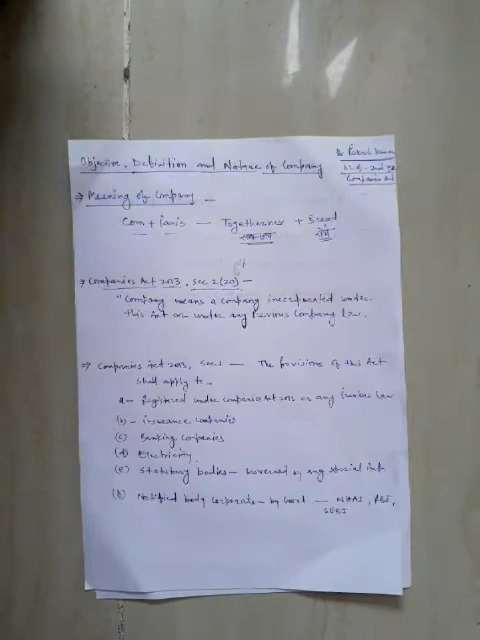 Objective, Definition and Nature of Company
Dr Rakesh Kumar
Companies Act
⇒ Meaning of Company —
Com + Panis — Togetherness + Bread
साथ-साथ रोटी
⇒ Companies Act 2013, Sec 2(20) —
"Company means a company incorporated under
this Act or under any Previous Company Law.
⇒ Companies Act 2013, Sec 1 — The provisions of this Act
shall apply to —
a — Registered under companies Act 2013 or any previous Law
(b) — insurance companies
(c) Banking Companies
(d) Electricity.
(e) Statutory bodies — Governed by any special
(f) Notified body Corporate — by Govt — NHAI, RBI,
SEBI